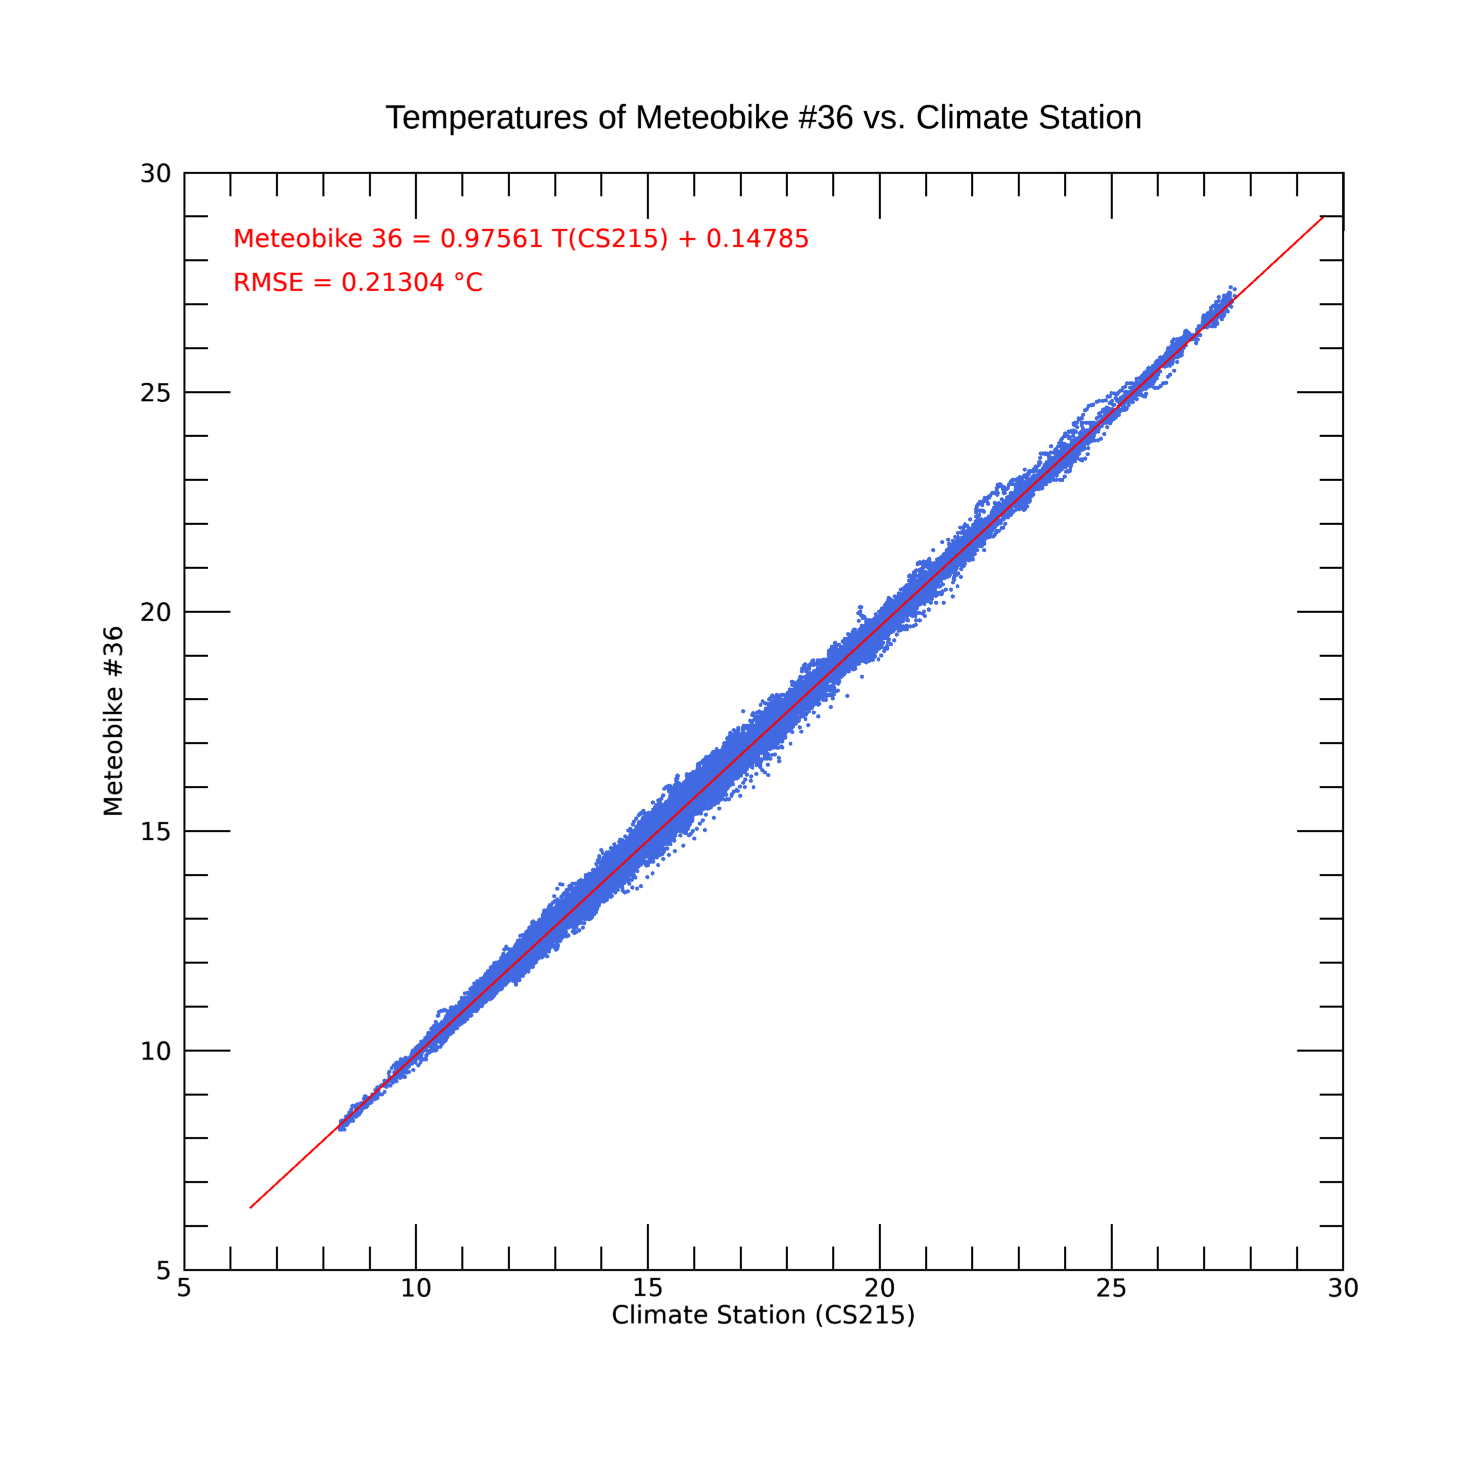 Temperatures of Meteobike #36 vs. Climate Station
30
Meteobike 36 = 0.97561 T(CS215) + 0.14785
RMSE = 0.21304 °C
25
20
Meteobike #36
15
10
5
5 10 15 20 25 30
Climate Station (CS215)